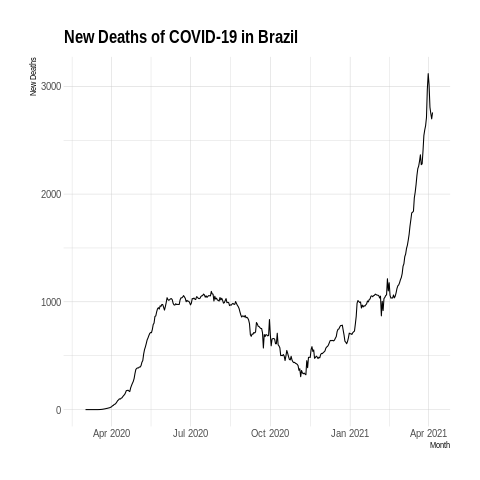 New Deaths of COVID-19 in Brazil
New Deaths
3000
2000
1000
0
Apr 2020 Jul 2020 Oct 2020 Jan 2021 Apr 2021
Month